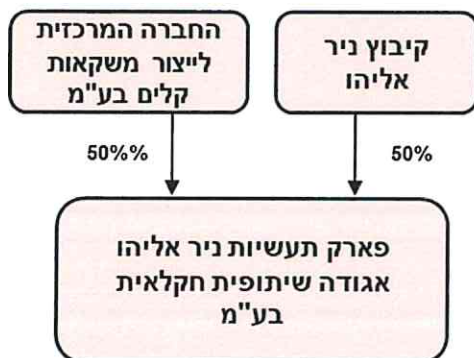 החברה המרכזית
לייצור משקאות
קלים בע"מ
קיבוץ ניר
אליהו
50%%
50%
פארק תעשיות ניר אליהו
אגודה שיתופית חקלאית
בע"מ